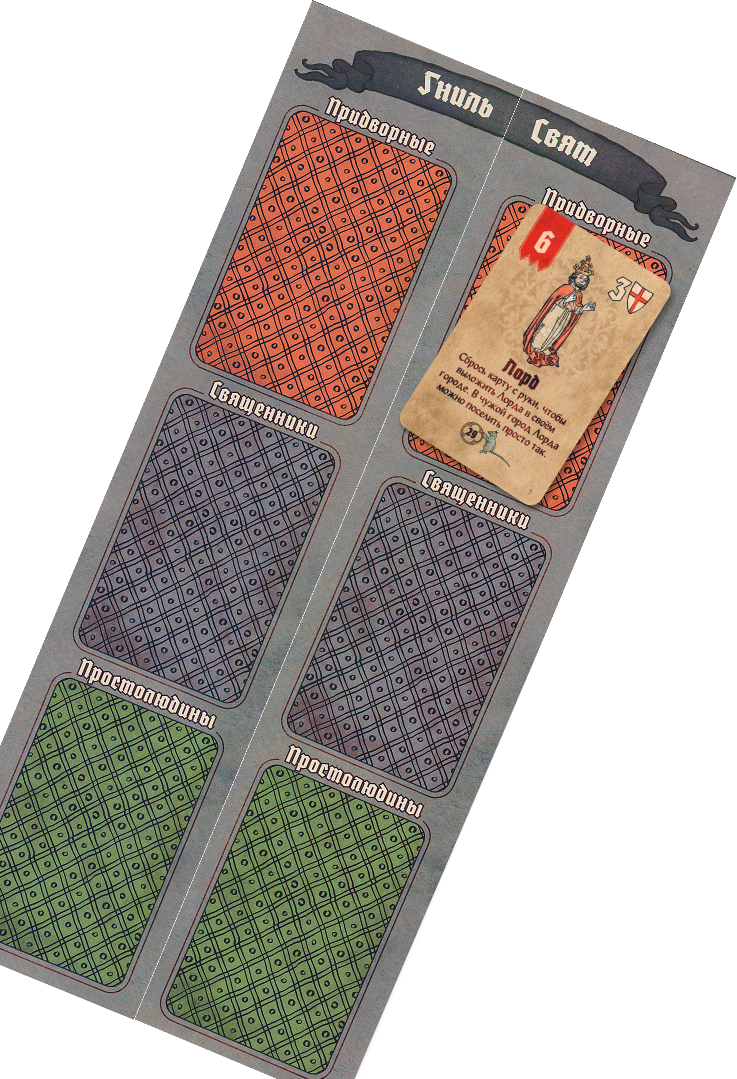 Гниль Свят
Придворные
Придворные
6
3
Лорд
Сбрось карту с руки, чтобы
выложить Лорда в своём
городе. В чужой город Лорда
можно поселить просто так.
29
Священники
Священники
Простолюдины
Простолюдины